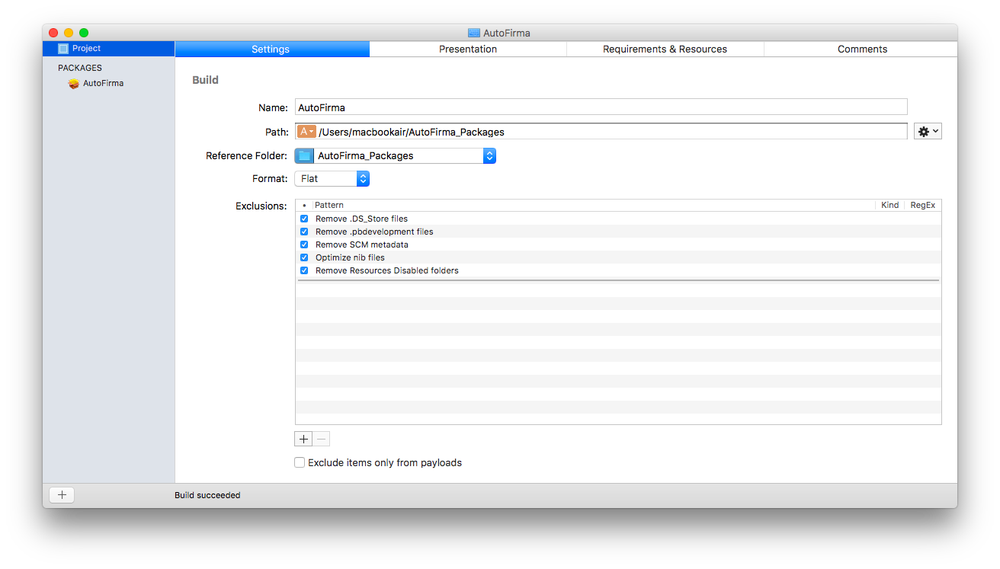 AutoFirma
Project
Settings
Presentation
Requirements & Resources
Comments
PACKAGES
AutoFirma
Build
Name: AutoFirma
Path: A /Users/macbookair/AutoFirma_Packages
Reference Folder: AutoFirma_Packages
Format: Flat
Exclusions: • Pattern Kind RegEx
Remove .DS_Store files
Remove .pbdevelopment files
Remove SCM metadata
Optimize nib files
Remove Resources Disabled folders
Exclude items only from payloads
Build succeeded